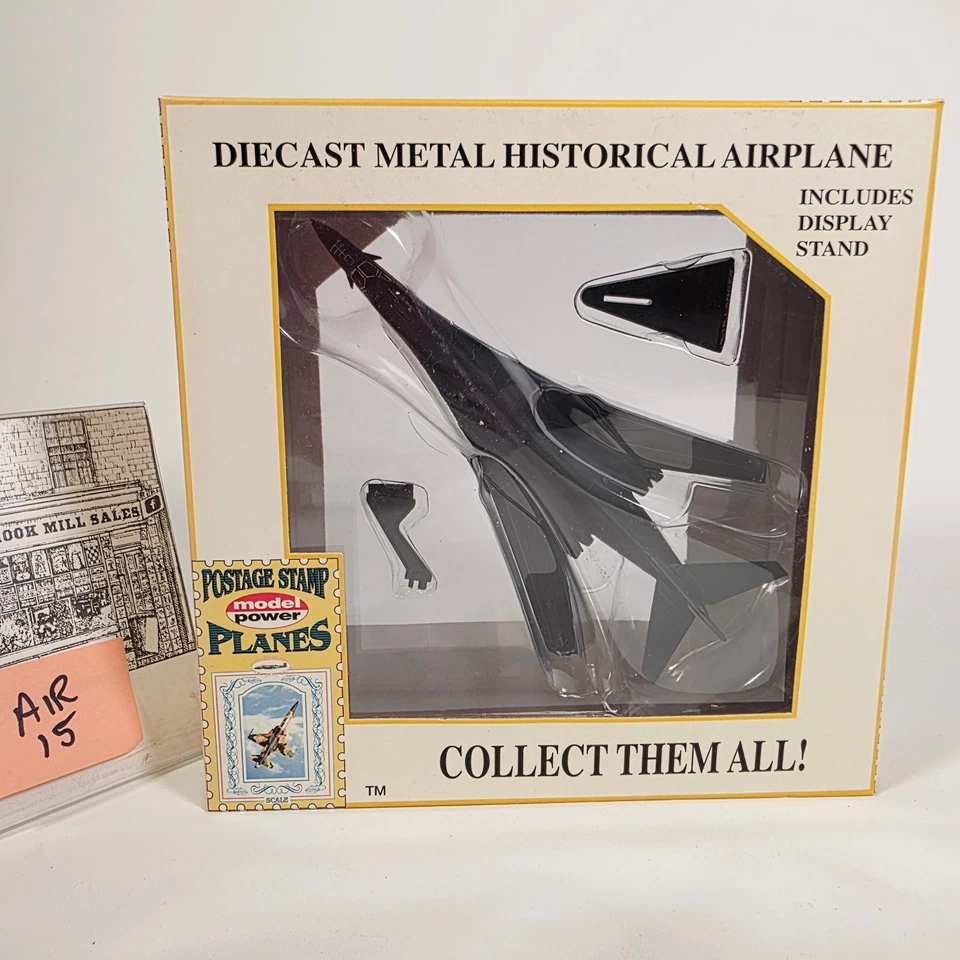 DIECAST METAL HISTORICAL AIRPLANE
INCLUDES
DISPLAY
STAND
OOK MILL SALES
f
AIR
15
POSTAGE STAMP
model
power
PLANES
SCALE
COLLECT THEM ALL!
TM